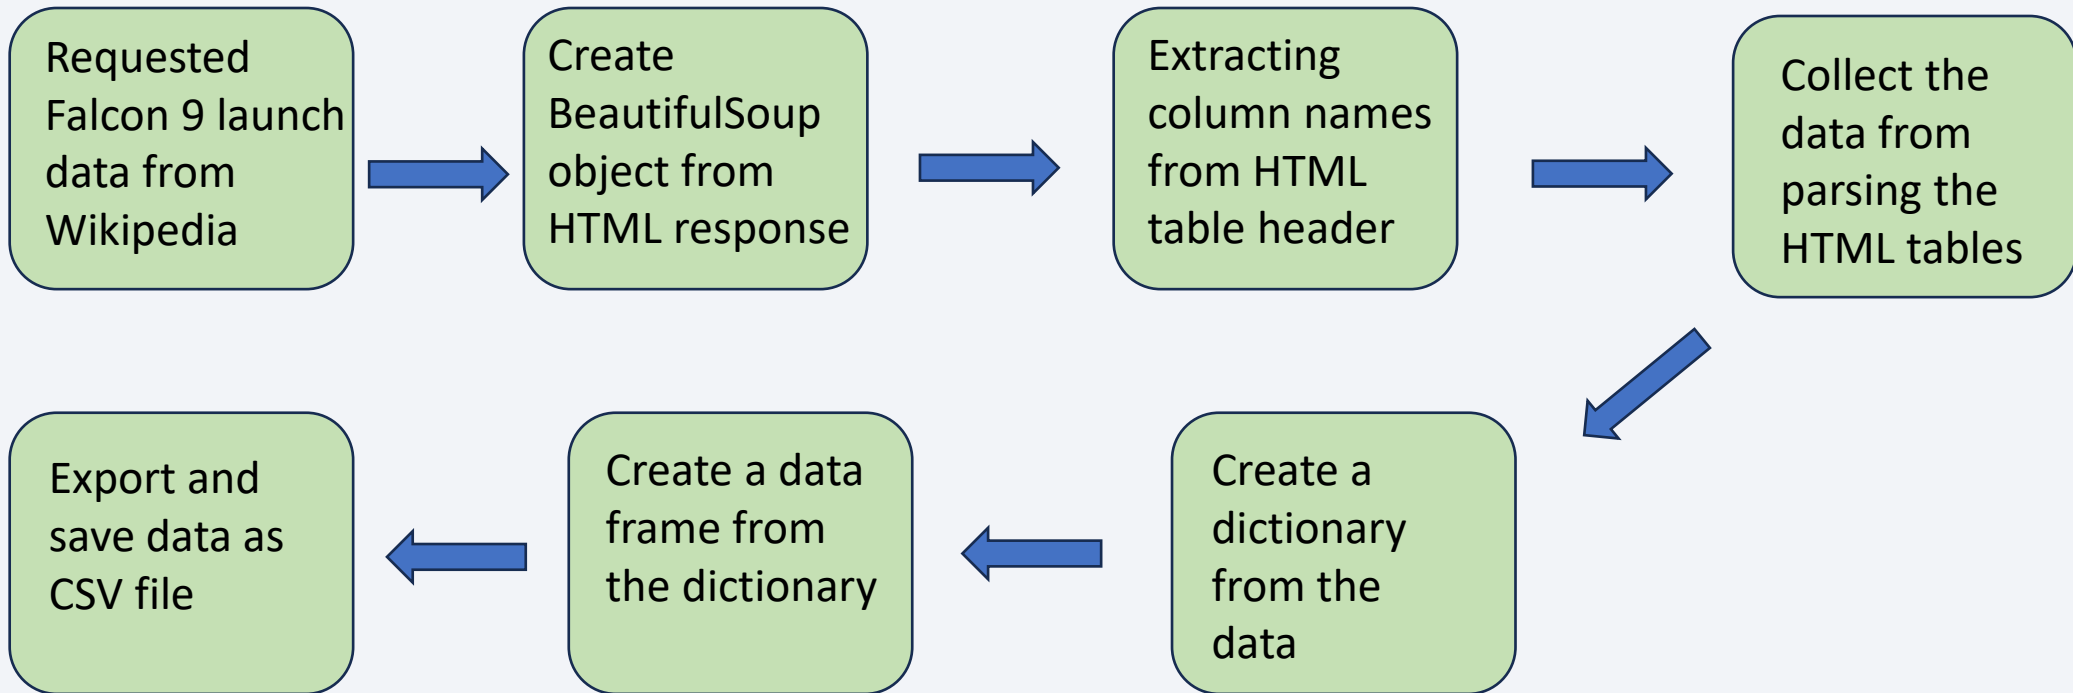 Requested
Falcon 9 launch
data from
Wikipedia
Create
BeautifulSoup
object from
HTML response
Extracting
column names
from HTML
table header
Collect the
data from
parsing the
HTML tables
Create a
dictionary
from the
data
Create a data
frame from
the dictionary
Export and
save data as
CSV file